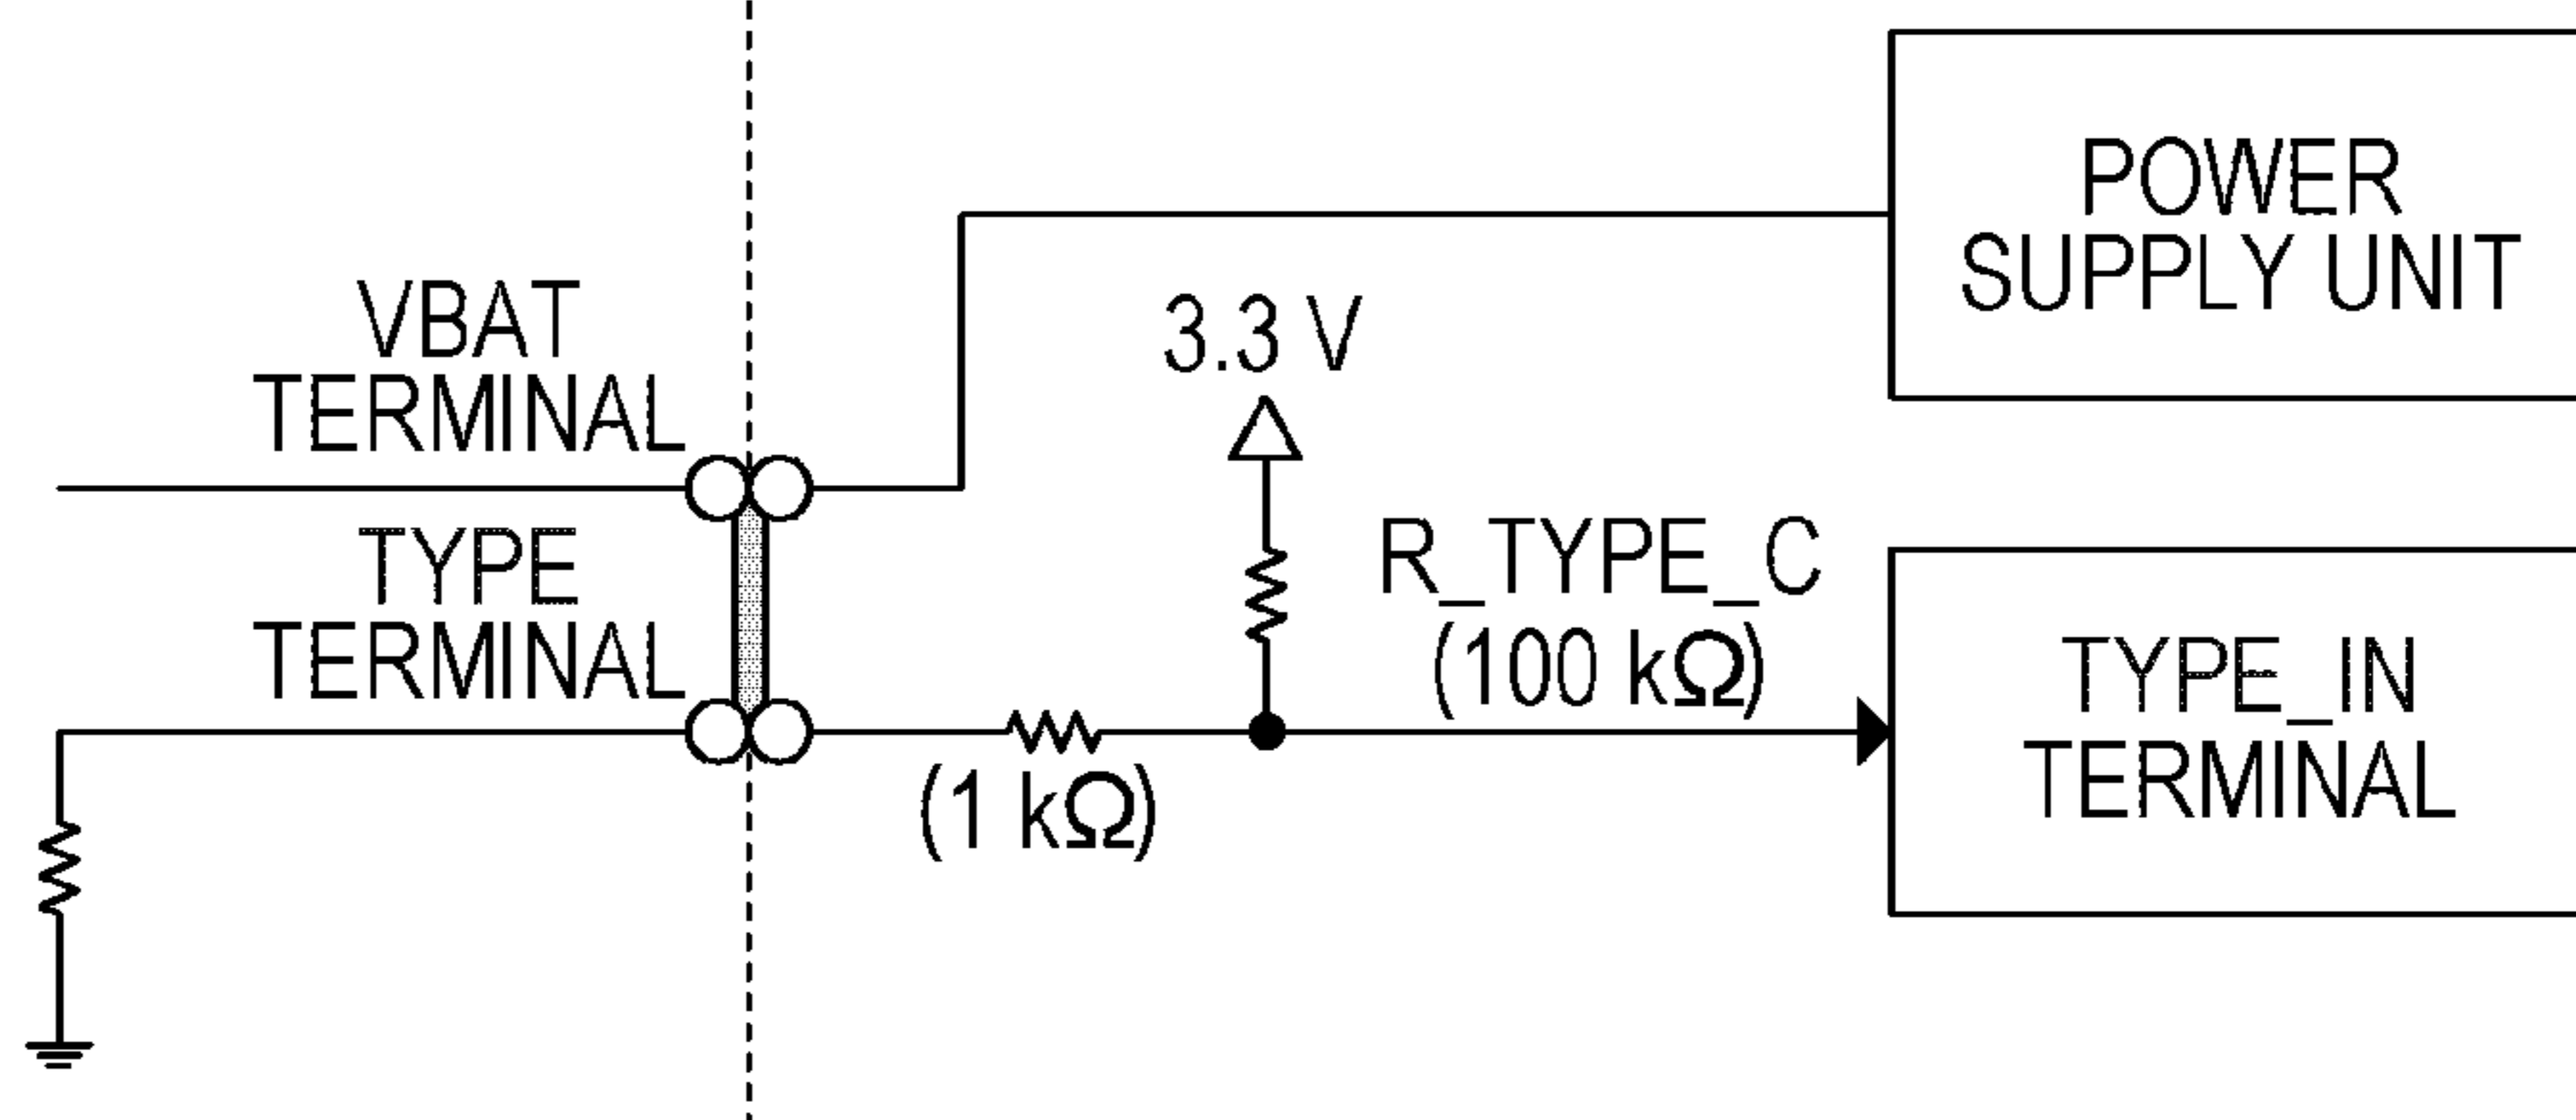 POWER
SUPPLY UNIT
VBAT
TERMINAL
3.3 V
TYPE
TERMINAL
R_TYPE_C
(100 kΩ)
TYPE_IN
TERMINAL
(1 kΩ)